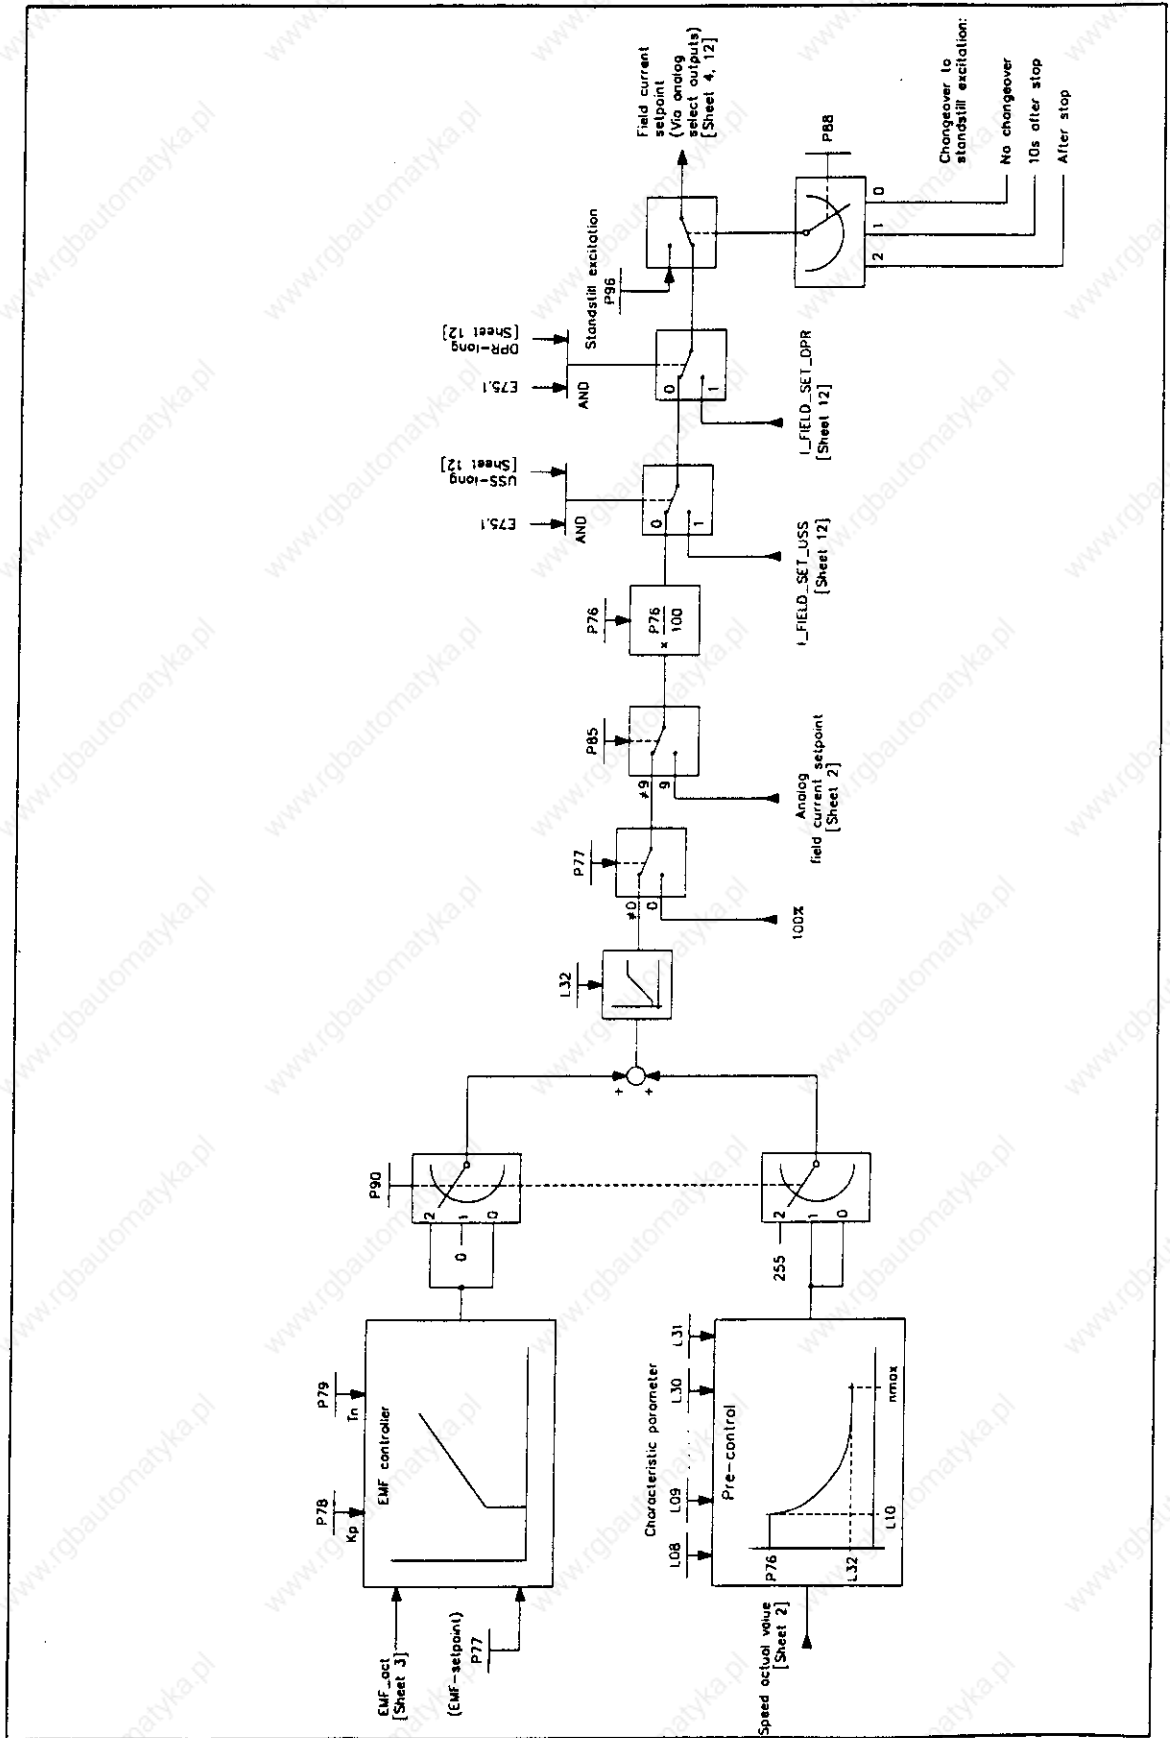 EMF_act
[Sheet 3]
(EMF-setpoint)
P77
P78
Kp
P79
Tn
EMF controller
P90
2
1
0
0
Speed actual value
[Sheet 2]
Characteristic parameter
L08
L09
L30
L31
Pre-control
P76
L32
L10
nmax
255
2
1
0
+
+
L32
P77
≠0
0
100%
P85
≠9
9
Analog
field current setpoint
[Sheet 2]
P76
x P76
100
E75.1
USS-long
[Sheet 12]
AND
0
1
I_FIELD_SET_USS
[Sheet 12]
E75.1
DPR-long
[Sheet 12]
AND
0
1
I_FIELD_SET_DPR
[Sheet 12]
Standstill excitation
P96
Field current
setpoint
(Via analog
select outputs)
[Sheet 4, 12]
P88
2
1
0
Changeover to
standstill excitation:
No changeover
10s after stop
After stop
www.rgbautomatyka.pl